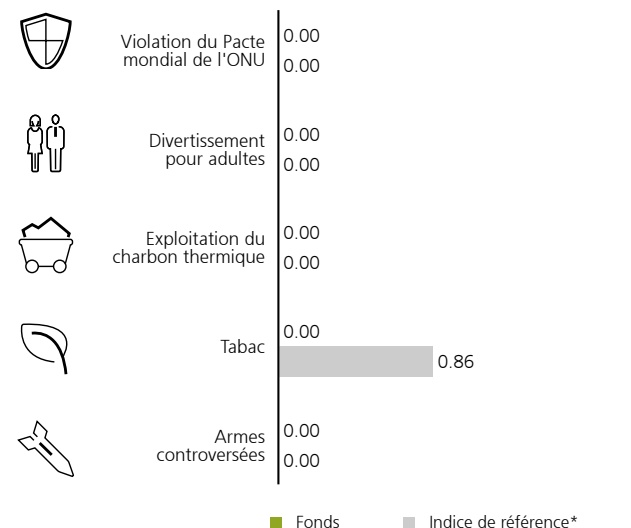 Violation du Pacte
mondial de l'ONU
0.00
0.00
Divertissement
pour adultes
0.00
0.00
Exploitation du
charbon thermique
0.00
0.00
Tabac
0.00
0.86
Armes
controversées
0.00
0.00
Fonds
Indice de référence*